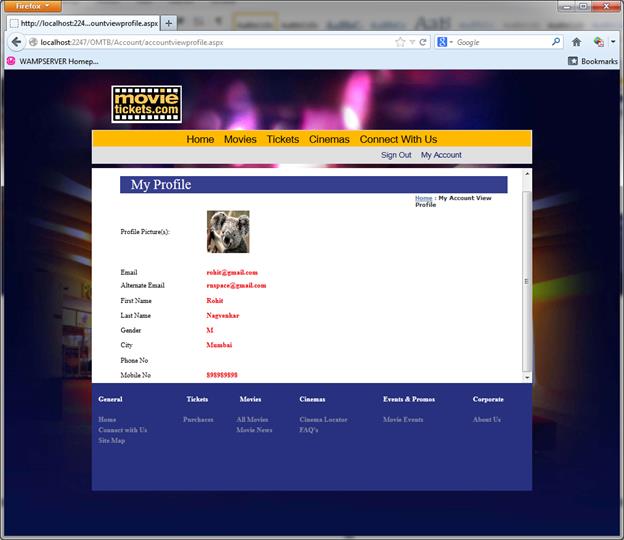 Firefox
http://localhost:224...ountviewprofile.aspx
localhost:2247/OMTB/Account/accountviewprofile.aspx
Google
WAMPSERVER Homep...
Bookmarks
movie
tickets.com
Home Movies Tickets Cinemas Connect With Us
Sign Out My Account
My Profile
Home : My Account View
Profile
Profile Picture(s):
Email rohit@gmail.com
Alternate Email rnspace@gmail.com
First Name Rohit
Last Name Nagvenkar
Gender M
City Mumbai
Phone No
Mobile No 898989898
General Tickets Movies Cinemas Events & Promos Corporate
Home Purchases All Movies Cinema Locator Movie Events About Us
Connect with Us Movie News FAQ's
Site Map